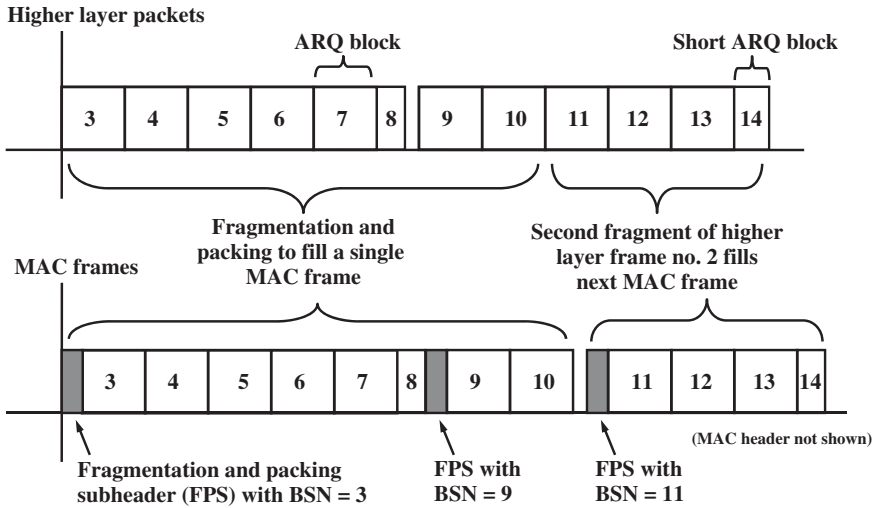 Higher layer packets
ARQ block
Short ARQ block
3 4 5 6 7 8 9 10 11 12 13 14
Fragmentation and
packing to fill a single
MAC frame
Second fragment of higher
layer frame no. 2 fills
next MAC frame
MAC frames
3 4 5 6 7 8 9 10 11 12 13 14
(MAC header not shown)
Fragmentation and packing
subheader (FPS) with BSN = 3
FPS with
BSN = 9
FPS with
BSN = 11